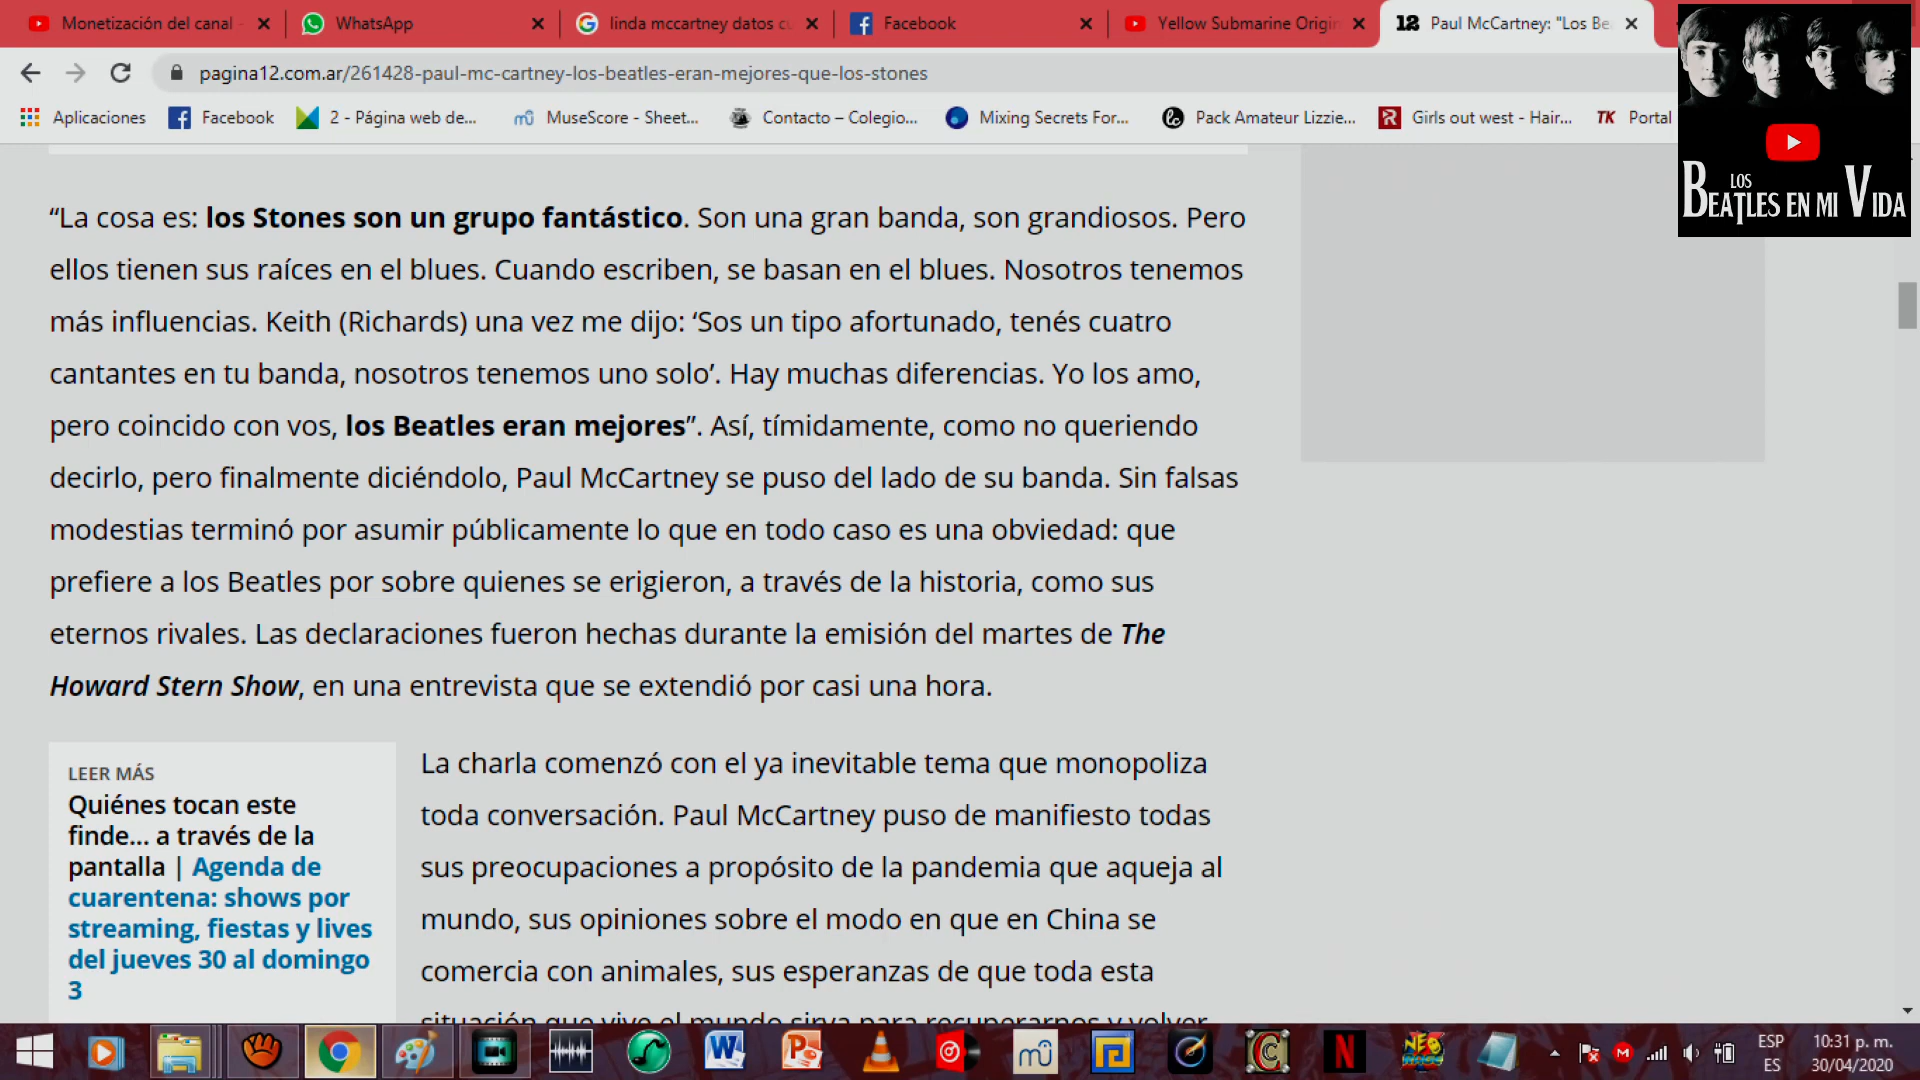 Monetización del canal -
WhatsApp
linda mccartney datos cu
Facebook
Yellow Submarine Origin
12 Paul McCartney: "Los Be
pagina12.com.ar/261428-paul-mc-cartney-los-beatles-eran-mejores-que-los-stones
Aplicaciones
Facebook
2 - Página web de...
MuseScore - Sheet...
Contacto – Colegio...
Mixing Secrets For...
Pack Amateur Lizzie...
Girls out west - Hair...
TK Portal
LOS
BEATLES EN MI VIDA
“La cosa es: los Stones son un grupo fantástico. Son una gran banda, son grandiosos. Pero
ellos tienen sus raíces en el blues. Cuando escriben, se basan en el blues. Nosotros tenemos
más influencias. Keith (Richards) una vez me dijo: ‘Sos un tipo afortunado, tenés cuatro
cantantes en tu banda, nosotros tenemos uno solo’. Hay muchas diferencias. Yo los amo,
pero coincido con vos, los Beatles eran mejores”. Así, tímidamente, como no queriendo
decirlo, pero finalmente diciéndolo, Paul McCartney se puso del lado de su banda. Sin falsas
modestias terminó por asumir públicamente lo que en todo caso es una obviedad: que
prefiere a los Beatles por sobre quienes se erigieron, a través de la historia, como sus
eternos rivales. Las declaraciones fueron hechas durante la emisión del martes de The
Howard Stern Show, en una entrevista que se extendió por casi una hora.
LEER MÁS
Quiénes tocan este
finde... a través de la
pantalla | Agenda de
cuarentena: shows por
streaming, fiestas y lives
del jueves 30 al domingo
3
La charla comenzó con el ya inevitable tema que monopoliza
toda conversación. Paul McCartney puso de manifiesto todas
sus preocupaciones a propósito de la pandemia que aqueja al
mundo, sus opiniones sobre el modo en que en China se
comercia con animales, sus esperanzas de que toda esta
situación que vive el mundo sirva para recuperarnos y volver
ESP
ES
10:31 p. m.
30/04/2020